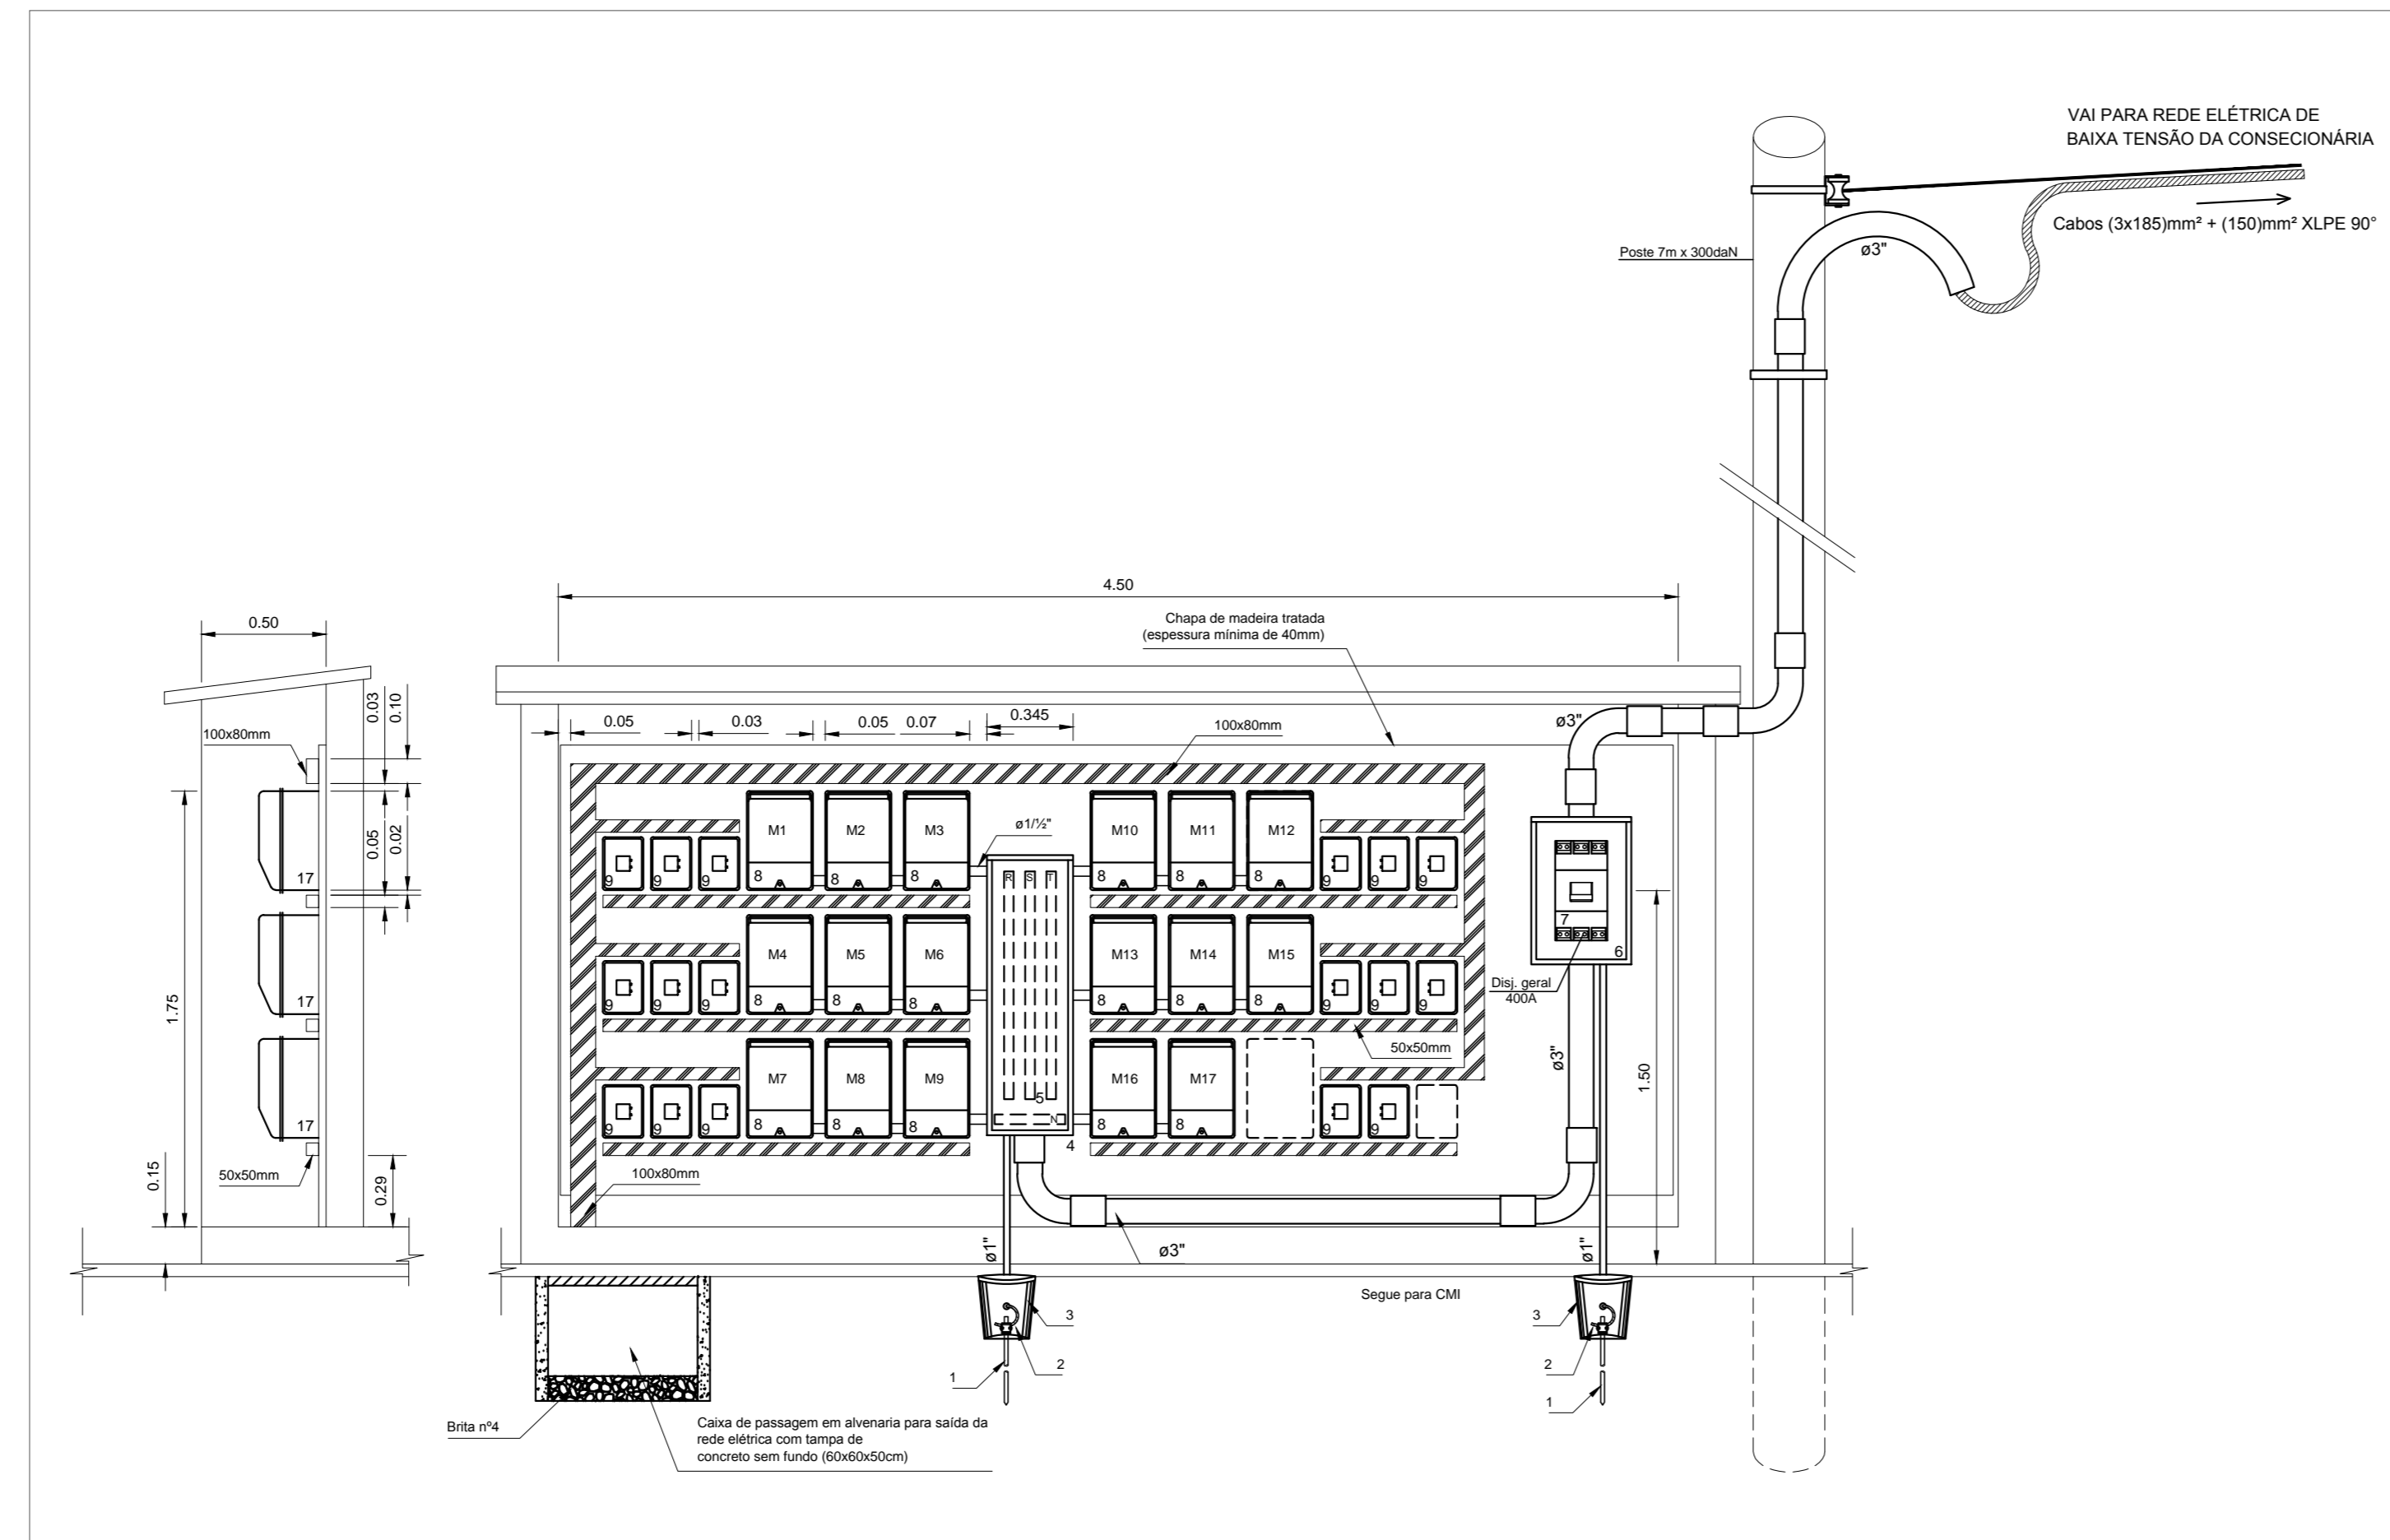 VAI PARA REDE ELÉTRICA DE
BAIXA TENSÃO DA CONSECIONÁRIA
Cabos (3x185)mm² + (150)mm² XLPE 90°
ø3"
Poste 7m x 300daN
4.50
Chapa de madeira tratada
(espessura mínima de 40mm)
0.50
0.03
0.10
100x80mm
0.05
0.03
0.05
0.07
0.345
100x80mm
ø3"
M1
M2
M3
ø1/½"
M10
M11
M12
0.05
0.02
17
9
9
9
8
8
8
R
S
T
8
8
8
9
9
9
7
6
Disj. geral
400A
M4
M5
M6
M13
M14
M15
1.75
17
9
9
9
8
8
8
8
8
8
9
9
9
50x50mm
ø3"
1.50
M7
M8
M9
M16
M17
5
N
17
9
9
9
8
8
8
4
8
8
9
9
0.15
50x50mm
0.29
100x80mm
ø1"
ø3"
ø1"
Segue para CMI
3
2
1
3
2
1
Brita nº4
Caixa de passagem em alvenaria para saída da
rede elétrica com tampa de
concreto sem fundo (60x60x50cm)